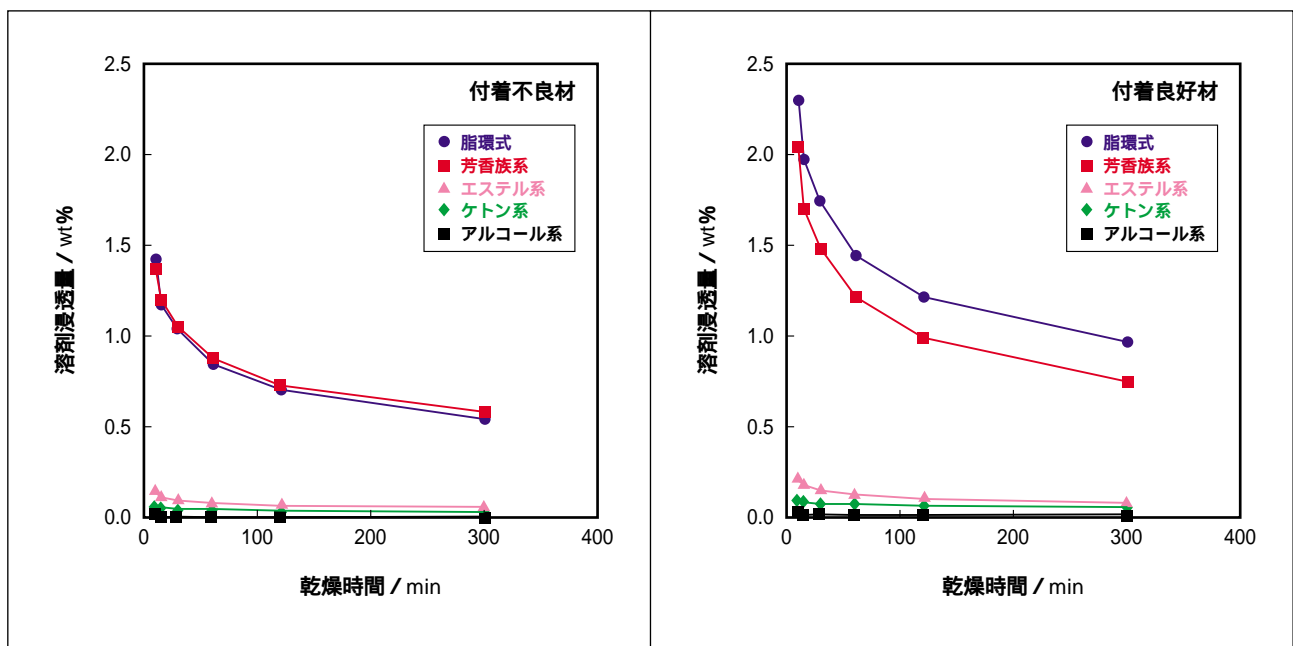 付着不良材
脂環式
芳香族系
エステル系
ケトン系
アルコール系
2.5
2.0
1.5
1.0
0.5
0.0
溶剤浸透量 / wt%
0
100
200
300
400
乾燥時間 / min
付着良好材
脂環式
芳香族系
エステル系
ケトン系
アルコール系
2.5
2.0
1.5
1.0
0.5
0.0
溶剤浸透量 / wt%
0
100
200
300
400
乾燥時間 / min